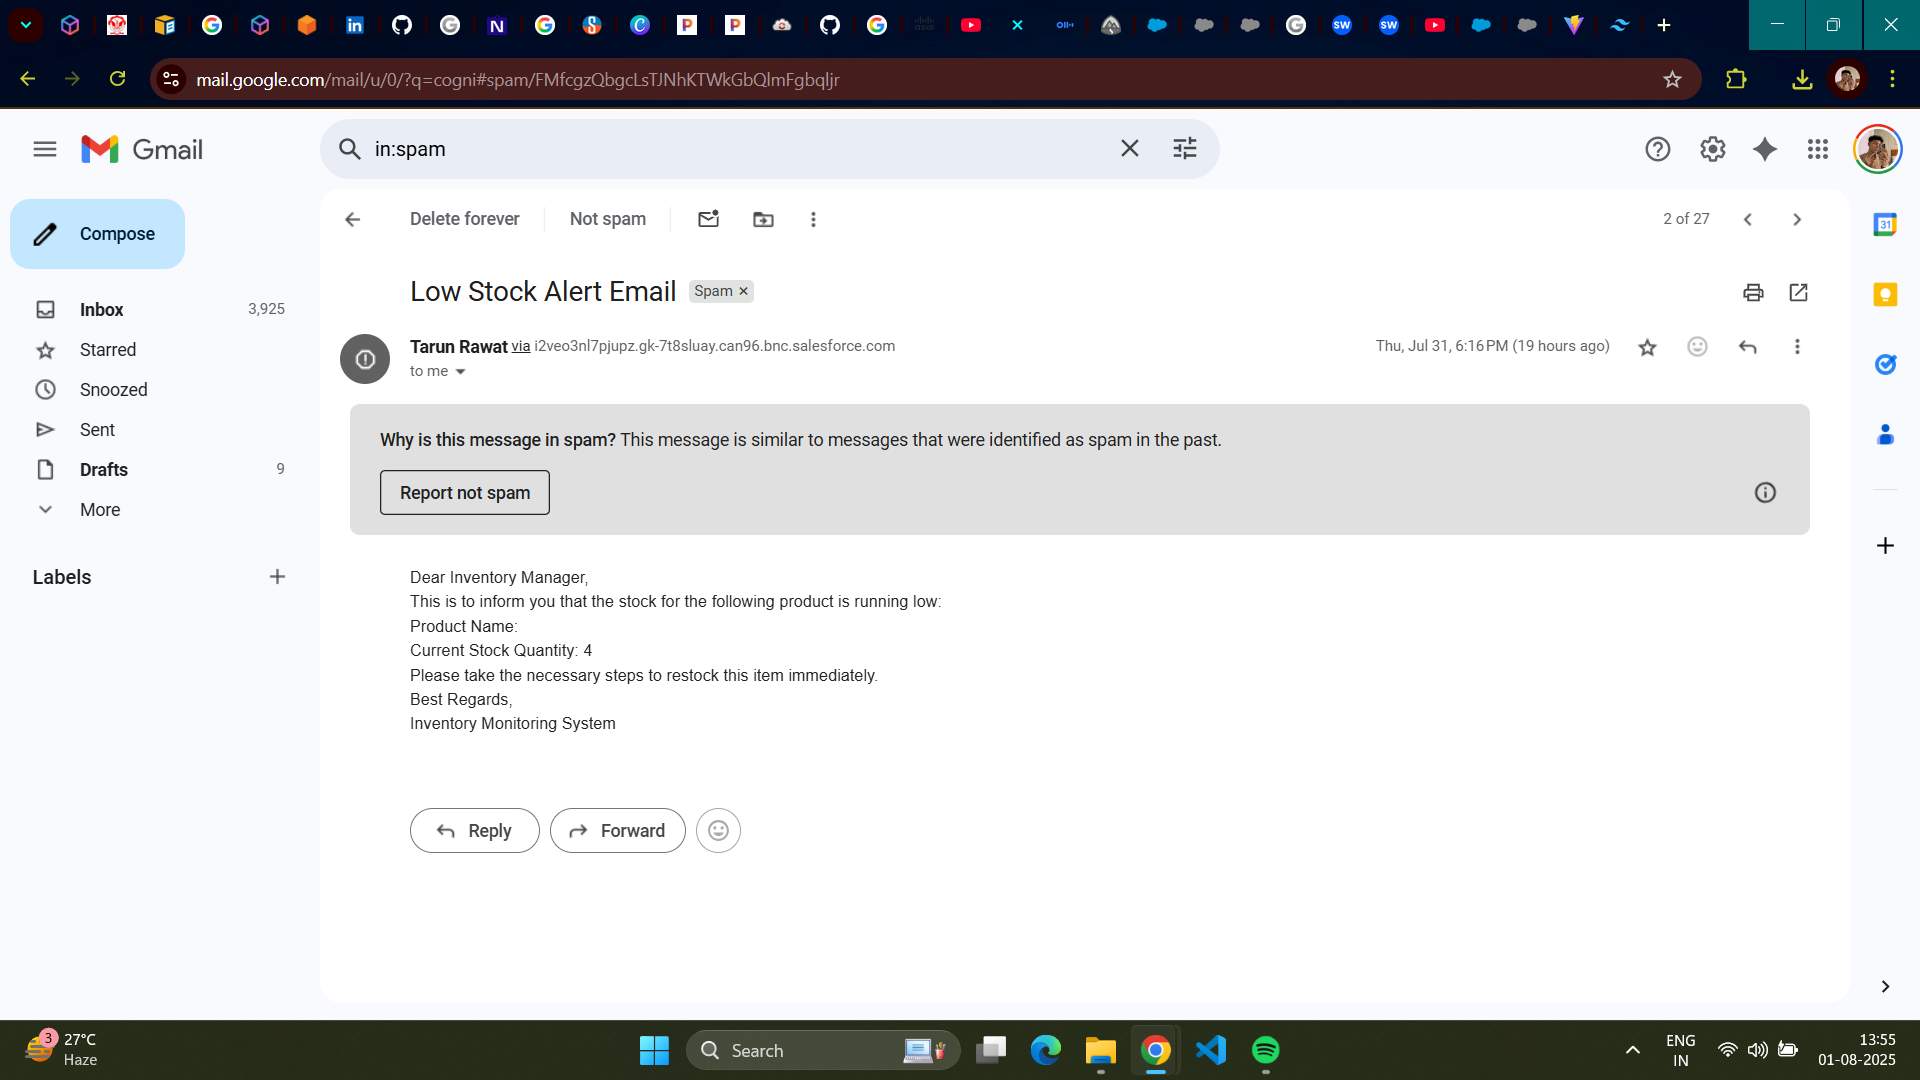 mail.google.com/mail/u/0/?q=cogni#spam/FMfcgzQbgcLsTJNhKTWkGbQlmFgbqljr
Gmail
in:spam
Compose
Inbox 3,925
Starred
Snoozed
Sent
Drafts 9
More
Labels
Delete forever
Not spam
2 of 27
Low Stock Alert Email
Spam
Tarun Rawat via i2veo3nl7pjupz.gk-7t8sluay.can96.bnc.salesforce.com
Thu, Jul 31, 6:16 PM (19 hours ago)
to me
Why is this message in spam? This message is similar to messages that were identified as spam in the past.
Report not spam
Dear Inventory Manager,
This is to inform you that the stock for the following product is running low:
Product Name:
Current Stock Quantity: 4
Please take the necessary steps to restock this item immediately.
Best Regards,
Inventory Monitoring System
Reply
Forward
31
3
27°C
Haze
Search
ENG
IN
13:55
01-08-2025